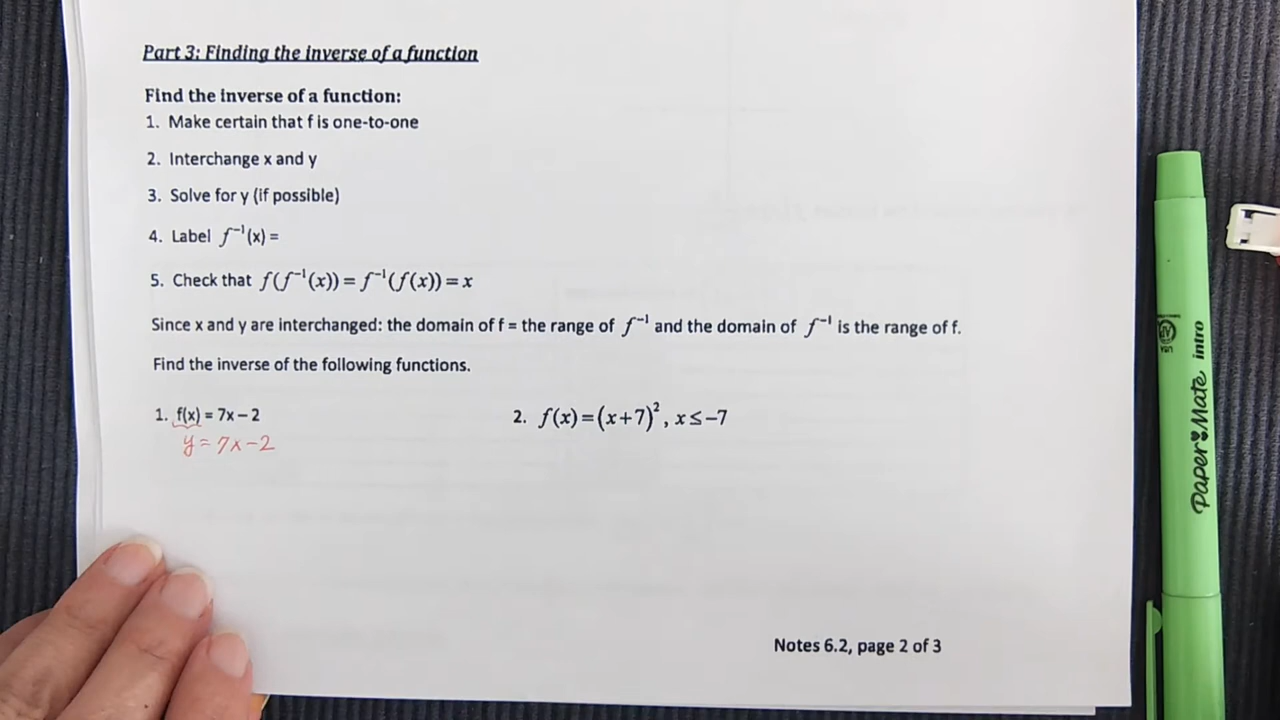 Part 3: Finding the inverse of a function
Find the inverse of a function:
1. Make certain that f is one-to-one
2. Interchange x and y
3. Solve for y (if possible)
4. Label f⁻¹(x) =
5. Check that f(f⁻¹(x)) = f⁻¹(f(x)) = x
Since x and y are interchanged: the domain of f = the range of f⁻¹ and the domain of f⁻¹ is the range of f.
Find the inverse of the following functions.
1. f(x) = 7x – 2
y = 7x – 2
2. f(x) = (x+7)², x ≤ –7
Notes 6.2, page 2 of 3
Paper Mate intro